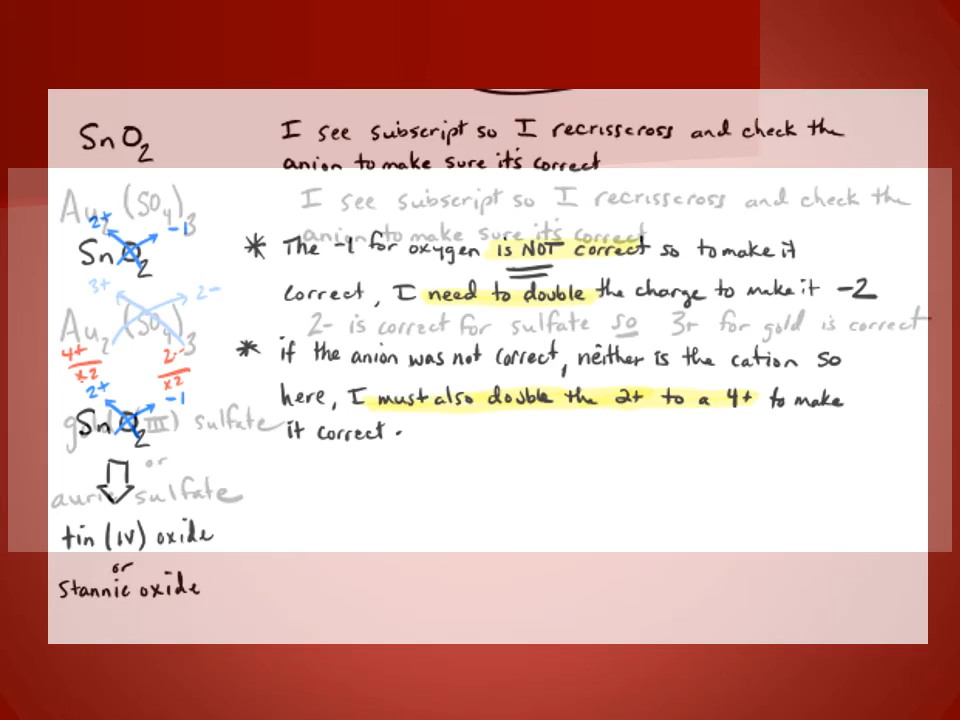 SnO2
I see subscript so I recrisscross and check the
anion to make sure it's correct
Au2(SO4)3
I see subscript so I recrisscross and check the
anion to make sure it's correct
2+ -1
SnO2
* The -1 for oxygen is NOT correct so to make it
correct, I need to double the charge to make it -2
3+ 2-
Au2(SO4)3
2- is correct for sulfate so 3+ for gold is correct
* if the anion was not correct, neither is the cation so
here, I must also double the 2+ to a 4+ to make
it correct.
4+ 2-
x2 x2
2+ -1
SnO2
gold (III) sulfate
or
auric sulfate
tin (IV) oxide
or
Stannic oxide